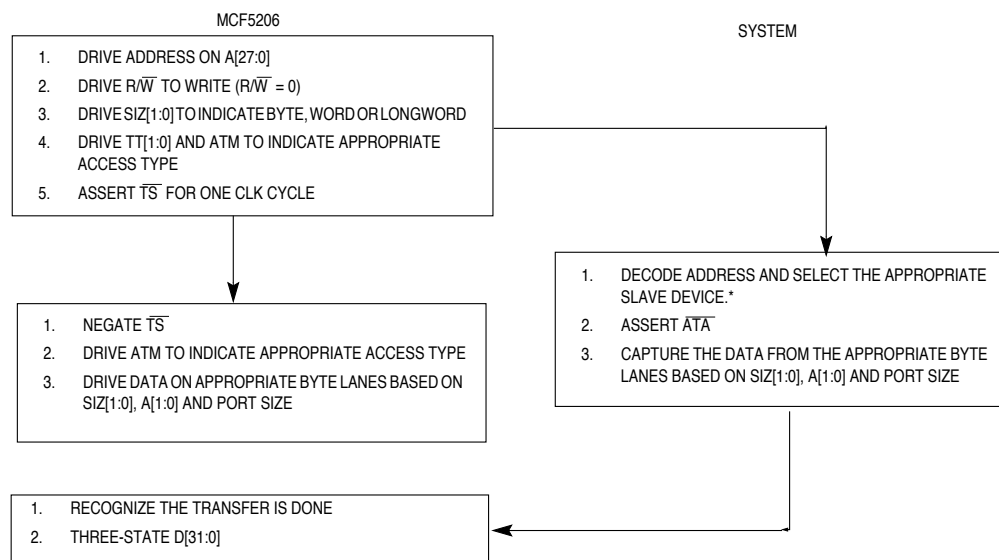 MCF5206
SYSTEM
1. DRIVE ADDRESS ON A[27:0]
2. DRIVE R/W̅ TO WRITE (R/W̅ = 0)
3. DRIVE SIZ[1:0] TO INDICATE BYTE, WORD OR LONGWORD
4. DRIVE TT[1:0] AND ATM TO INDICATE APPROPRIATE
ACCESS TYPE
5. ASSERT T̅S̅ FOR ONE CLK CYCLE
1. DECODE ADDRESS AND SELECT THE APPROPRIATE
SLAVE DEVICE.*
2. ASSERT A̅T̅A̅
3. CAPTURE THE DATA FROM THE APPROPRIATE BYTE
LANES BASED ON SIZ[1:0], A[1:0] AND PORT SIZE
1. NEGATE T̅S̅
2. DRIVE ATM TO INDICATE APPROPRIATE ACCESS TYPE
3. DRIVE DATA ON APPROPRIATE BYTE LANES BASED ON
SIZ[1:0], A[1:0] AND PORT SIZE
1. RECOGNIZE THE TRANSFER IS DONE
2. THREE-STATE D[31:0]